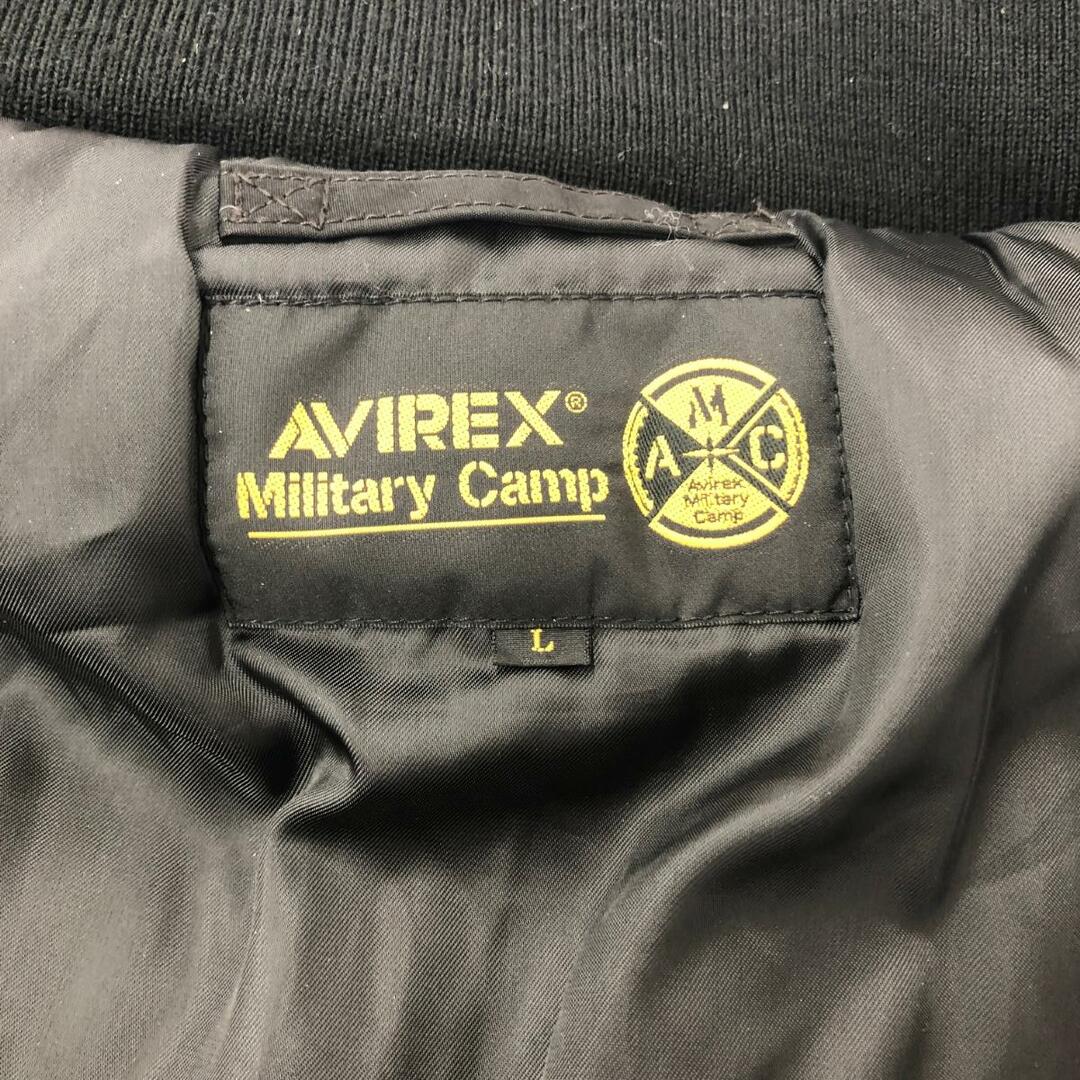 AVIREX®
Military Camp
M
A C
Avirex
Military
Camp
L